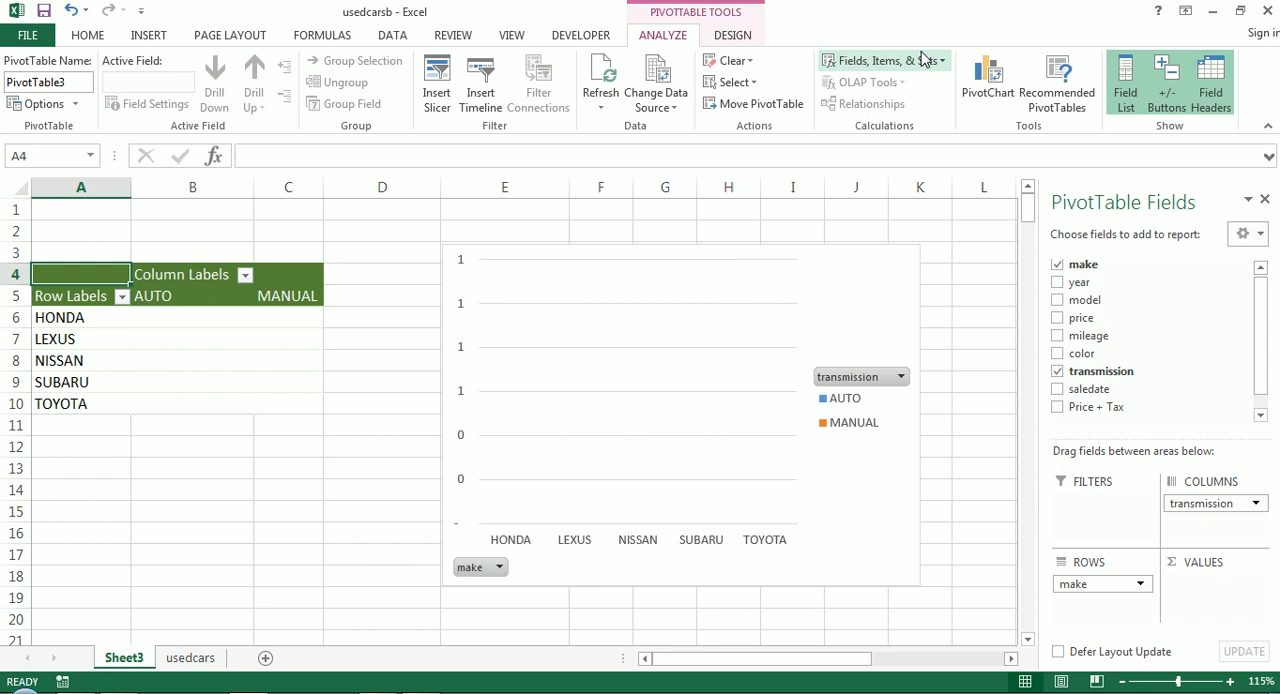 usedcarsb - Excel
PIVOTTABLE TOOLS
?
Sign in
FILE HOME INSERT PAGE LAYOUT FORMULAS DATA REVIEW VIEW DEVELOPER ANALYZE DESIGN
PivotTable Name:
PivotTable3
Options
PivotTable
Active Field:
Field Settings
Drill Down
Drill Up
Active Field
Group Selection
Ungroup
Group Field
Group
Insert Slicer
Insert Timeline
Filter Connections
Filter
Refresh
Change Data Source
Data
Clear
Select
Move PivotTable
Actions
Fields, Items, &
OLAP Tools
Relationships
Calculations
PivotChart
Recommended PivotTables
Tools
Field List
+/- Buttons
Field Headers
Show
A4
fx
A B C D E F G H I J K L
1
2
3
4 Column Labels
5 Row Labels AUTO MANUAL
6 HONDA
7 LEXUS
8 NISSAN
9 SUBARU
10 TOYOTA
11
12
13
14
15
16
17
18
19
20
21
1
1
1
1
0
0
-
HONDA LEXUS NISSAN SUBARU TOYOTA
make
transmission
AUTO
MANUAL
PivotTable Fields
Choose fields to add to report:
make
year
model
price
mileage
color
transmission
saledate
Price + Tax
Drag fields between areas below:
FILTERS
COLUMNS
transmission
ROWS
make
Σ VALUES
Defer Layout Update
UPDATE
Sheet3 usedcars
READY
115%